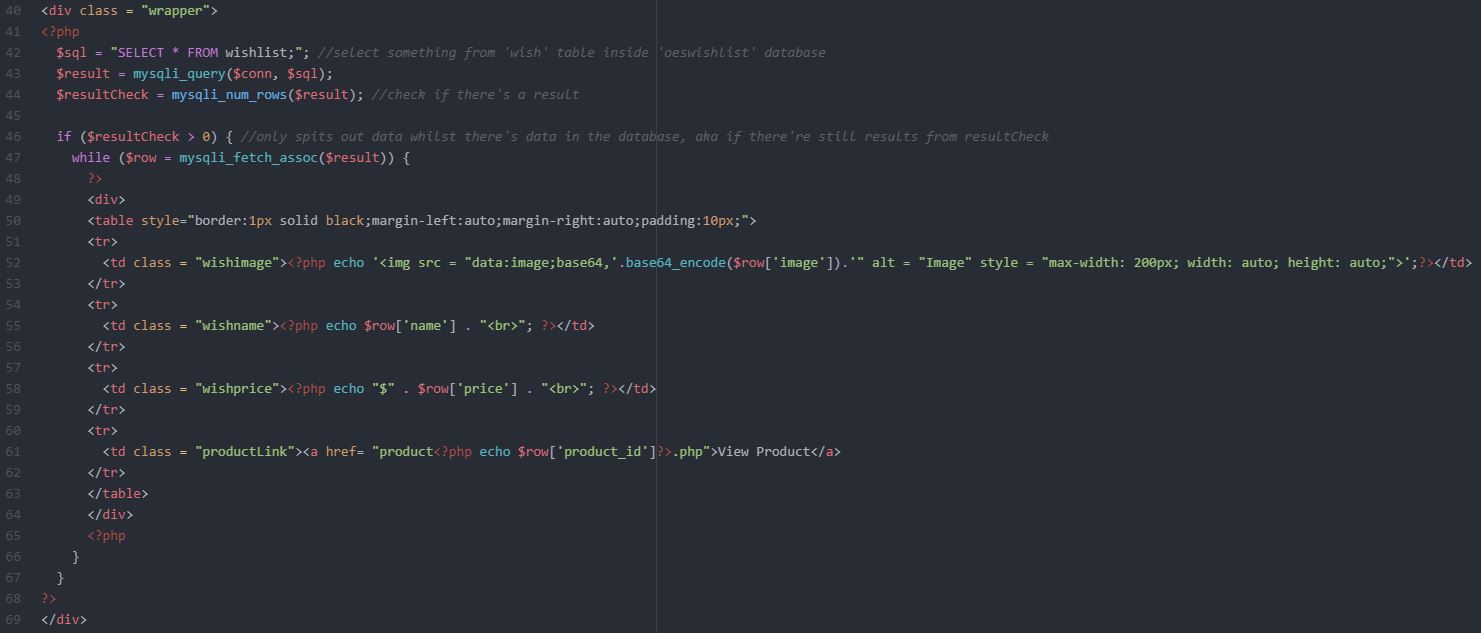 40 <div class = "wrapper">
41 <?php
42   $sql = "SELECT * FROM wishlist;"; //select something from 'wish' table inside 'oeswishlist' database
43   $result = mysqli_query($conn, $sql);
44   $resultCheck = mysqli_num_rows($result); //check if there's a result
45
46   if ($resultCheck > 0) { //only spits out data whilst there's data in the database, aka if there're still results from resultCheck
47     while ($row = mysqli_fetch_assoc($result)) {
48       ?>
49       <div>
50       <table style="border:1px solid black;margin-left:auto;margin-right:auto;padding:10px;">
51       <tr>
52         <td class = "wishimage"><?php echo '<img src = "data:image;base64,'.base64_encode($row['image']).'" alt = "Image" style = "max-width: 200px; width: auto; height: auto;">';?></td>
53       </tr>
54       <tr>
55         <td class = "wishname"><?php echo $row['name'] . "<br>"; ?></td>
56       </tr>
57       <tr>
58         <td class = "wishprice"><?php echo "$" . $row['price'] . "<br>"; ?></td>
59       </tr>
60       <tr>
61         <td class = "productLink"><a href= "product<?php echo $row['product_id']?>.php">View Product</a>
62       </tr>
63       </table>
64       </div>
65       <?php
66     }
67   }
68 ?>
69 </div>